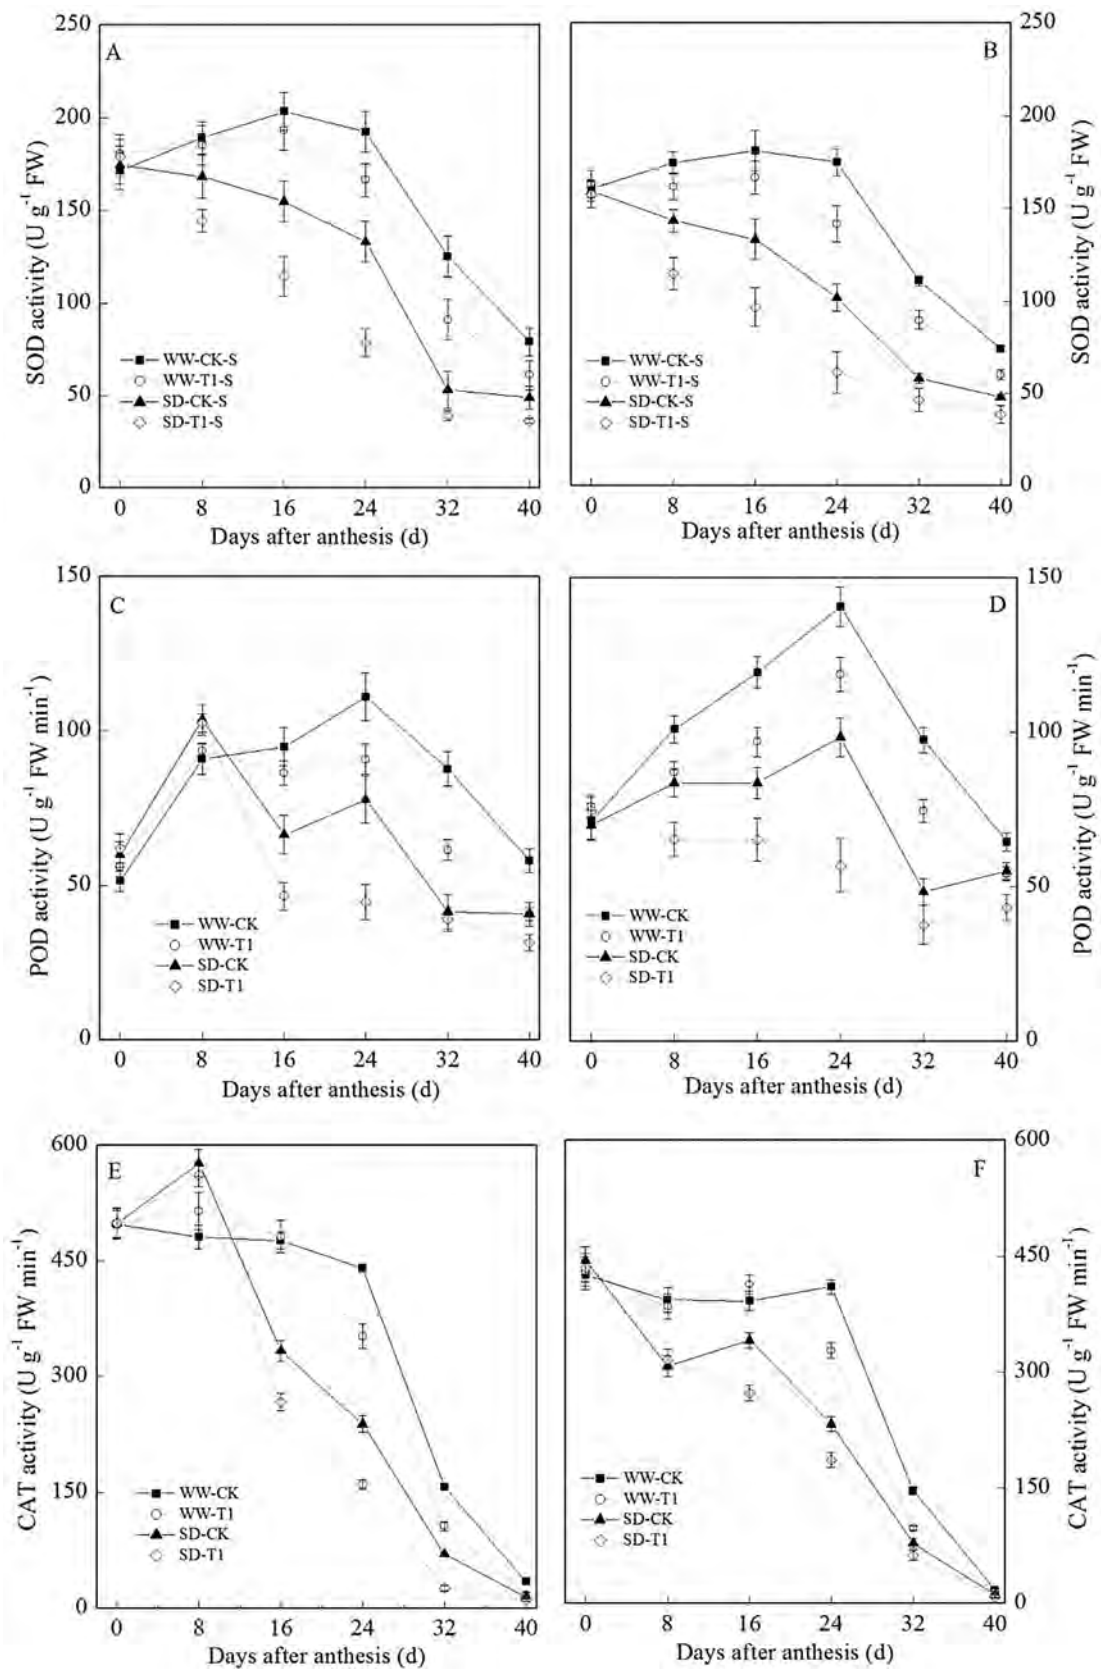 A
SOD activity (U g⁻¹ FW)
250
200
150
100
50
0
WW-CK-S
WW-T1-S
SD-CK-S
SD-T1-S
0 8 16 24 32 40
Days after anthesis (d)
B
SOD activity (U g⁻¹ FW)
250
200
150
100
50
0
WW-CK-S
WW-T1-S
SD-CK-S
SD-T1-S
0 8 16 24 32 40
Days after anthesis (d)
C
POD activity (U g⁻¹ FW min⁻¹)
150
100
50
0
WW-CK
WW-T1
SD-CK
SD-T1
0 8 16 24 32 40
Days after anthesis (d)
D
POD activity (U g⁻¹ FW min⁻¹)
150
100
50
0
WW-CK
WW-T1
SD-CK
SD-T1
0 8 16 24 32 40
Days after anthesis (d)
E
CAT activity (U g⁻¹ FW min⁻¹)
600
450
300
150
0
WW-CK
WW-T1
SD-CK
SD-T1
0 8 16 24 32 40
Days after anthesis (d)
F
CAT activity (U g⁻¹ FW min⁻¹)
600
450
300
150
0
WW-CK
WW-T1
SD-CK
SD-T1
0 8 16 24 32 40
Days after anthesis (d)